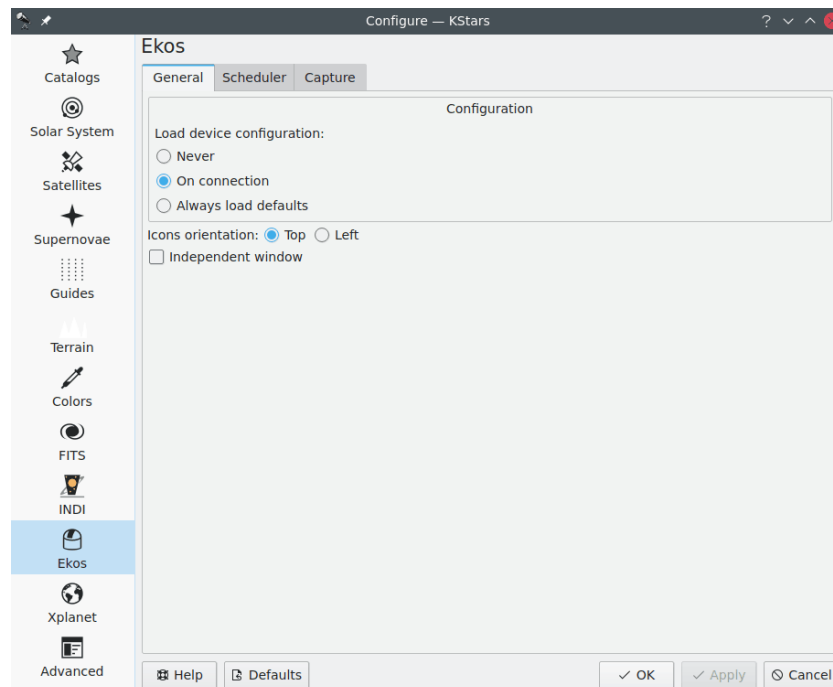 Configure — KStars
?
Catalogs
Solar System
Satellites
Supernovae
Guides
Terrain
Colors
FITS
INDI
Ekos
Xplanet
Advanced
Ekos
General Scheduler Capture
Configuration
Load device configuration:
Never
On connection
Always load defaults
Icons orientation: Top Left
Independent window
Help Defaults OK Apply Cancel